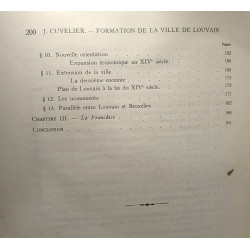 200 J. CUVELIER. — FORMATION DE LA VILLE DE LOUVAIN
Pages
§ 10. Nouvelle orientation 162
Expansion économique au XIVe siècle.
§ 11. Extension de la ville
La deuxième enceinte
Plan de Louvain à la fin du XIVe siècle.
§ 12. Les monuments
§ 13. Parallèle entre Louvain et Bruxelles
CHAPITRE III. — La Franchise
CONCLUSION